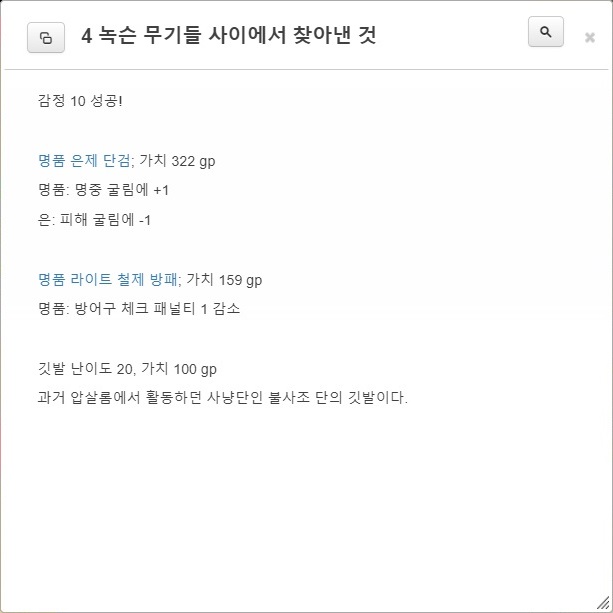 4 녹슨 무기들 사이에서 찾아낸 것
감정 10 성공!
명품 은제 단검; 가치 322 gp
명품: 명중 굴림에 +1
은: 피해 굴림에 -1
명품 라이트 철제 방패; 가치 159 gp
명품: 방어구 체크 패널티 1 감소
깃발 난이도 20, 가치 100 gp
과거 압살롬에서 활동하던 사냥단인 불사조 단의 깃발이다.